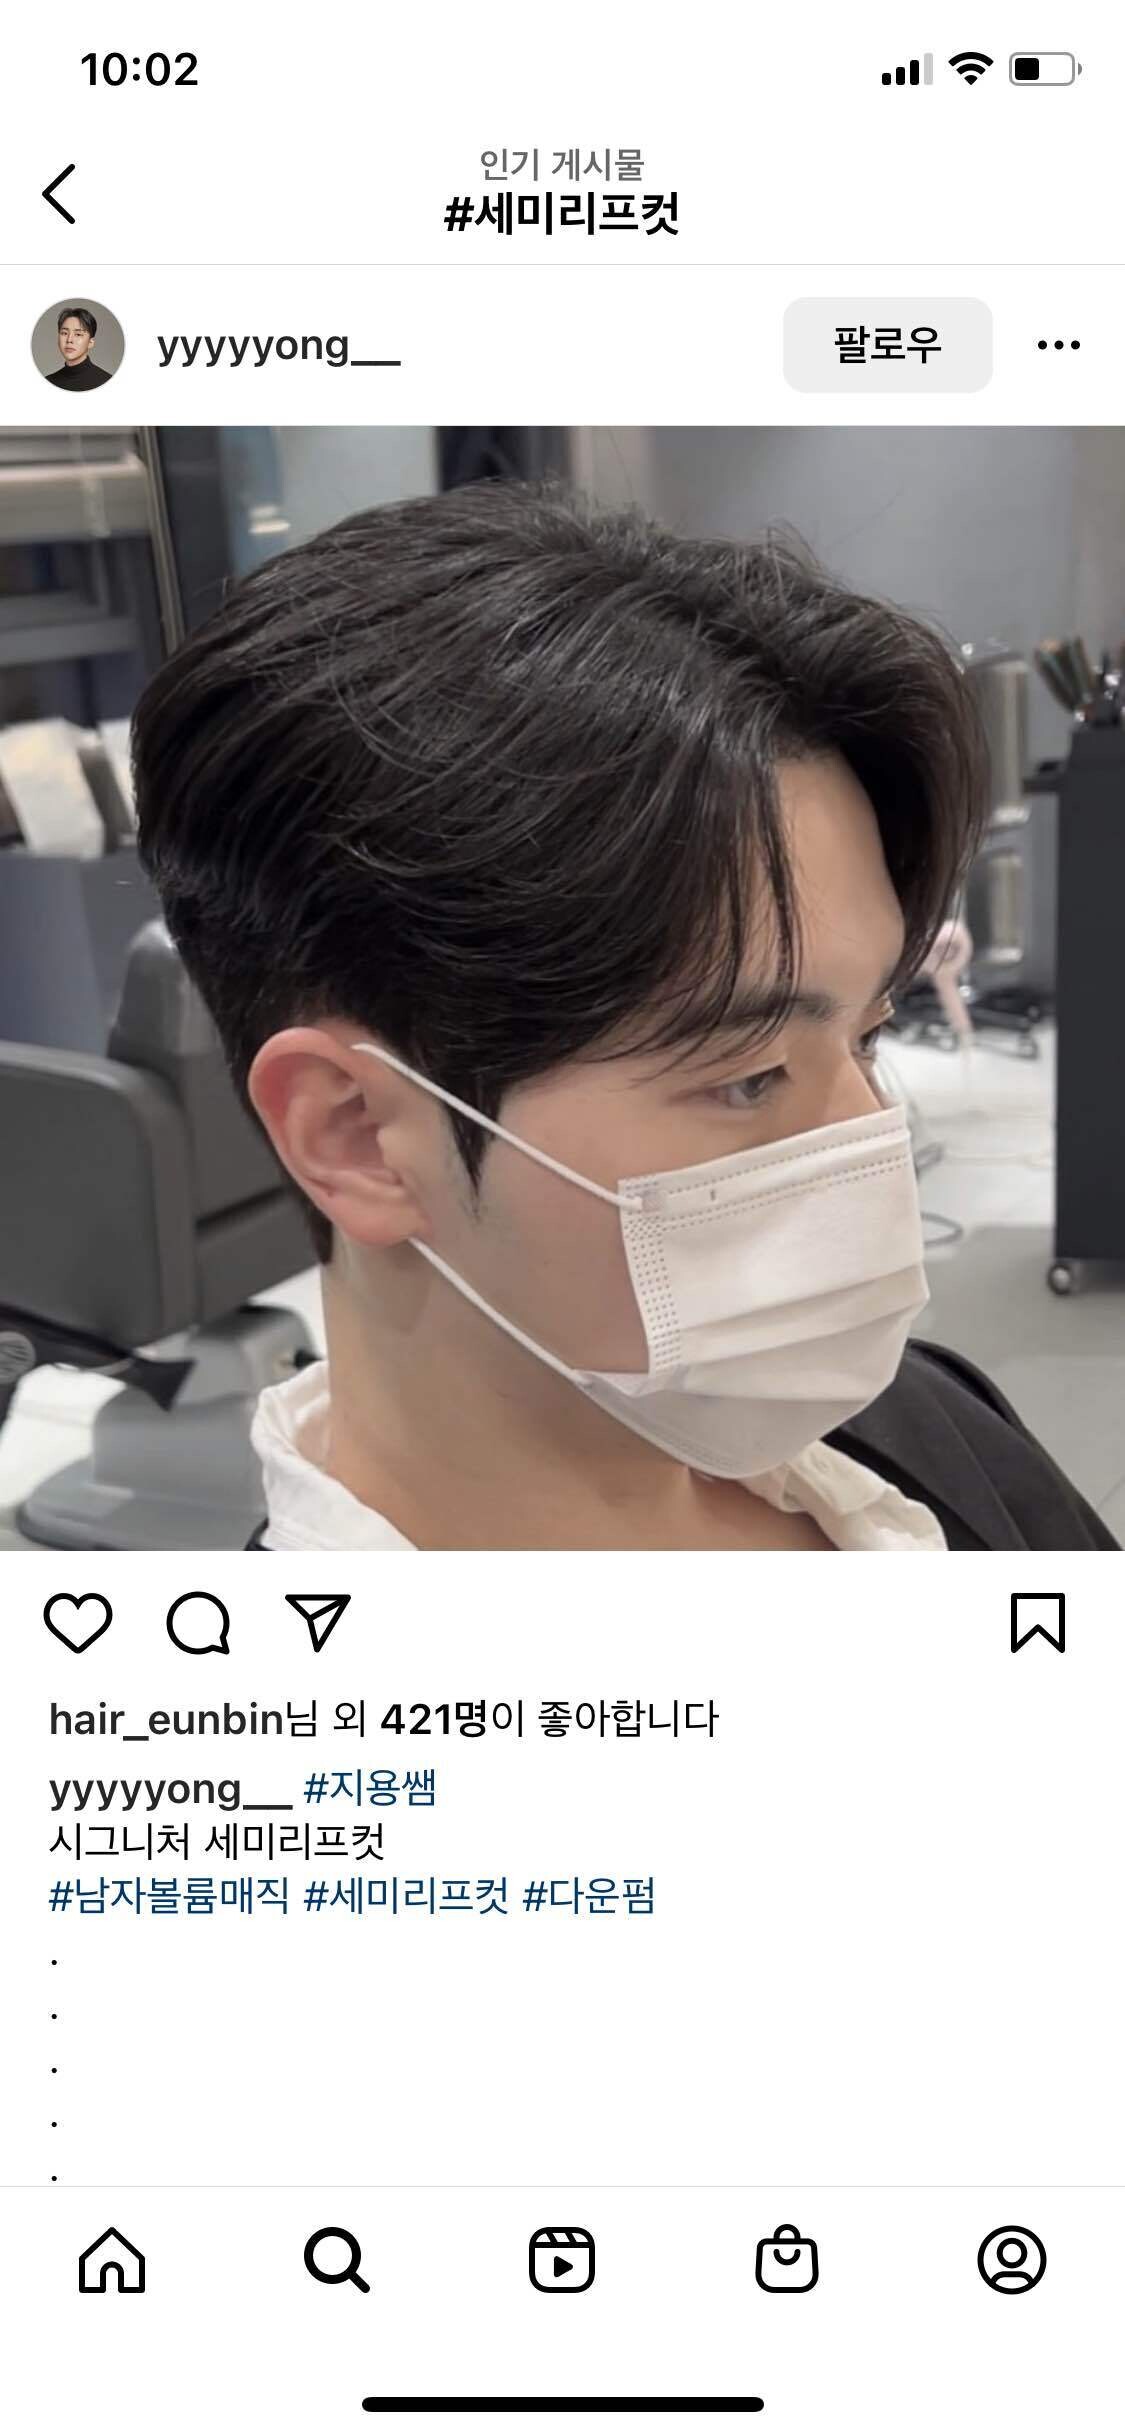 10:02
인기 게시물
#세미리프컷
yyyyyong__
팔로우
hair_eunbin님 외 421명이 좋아합니다
yyyyyong__ #지용쌤
시그니처 세미리프컷
#남자볼륨매직 #세미리프컷 #다운펌
.
.
.
.
.